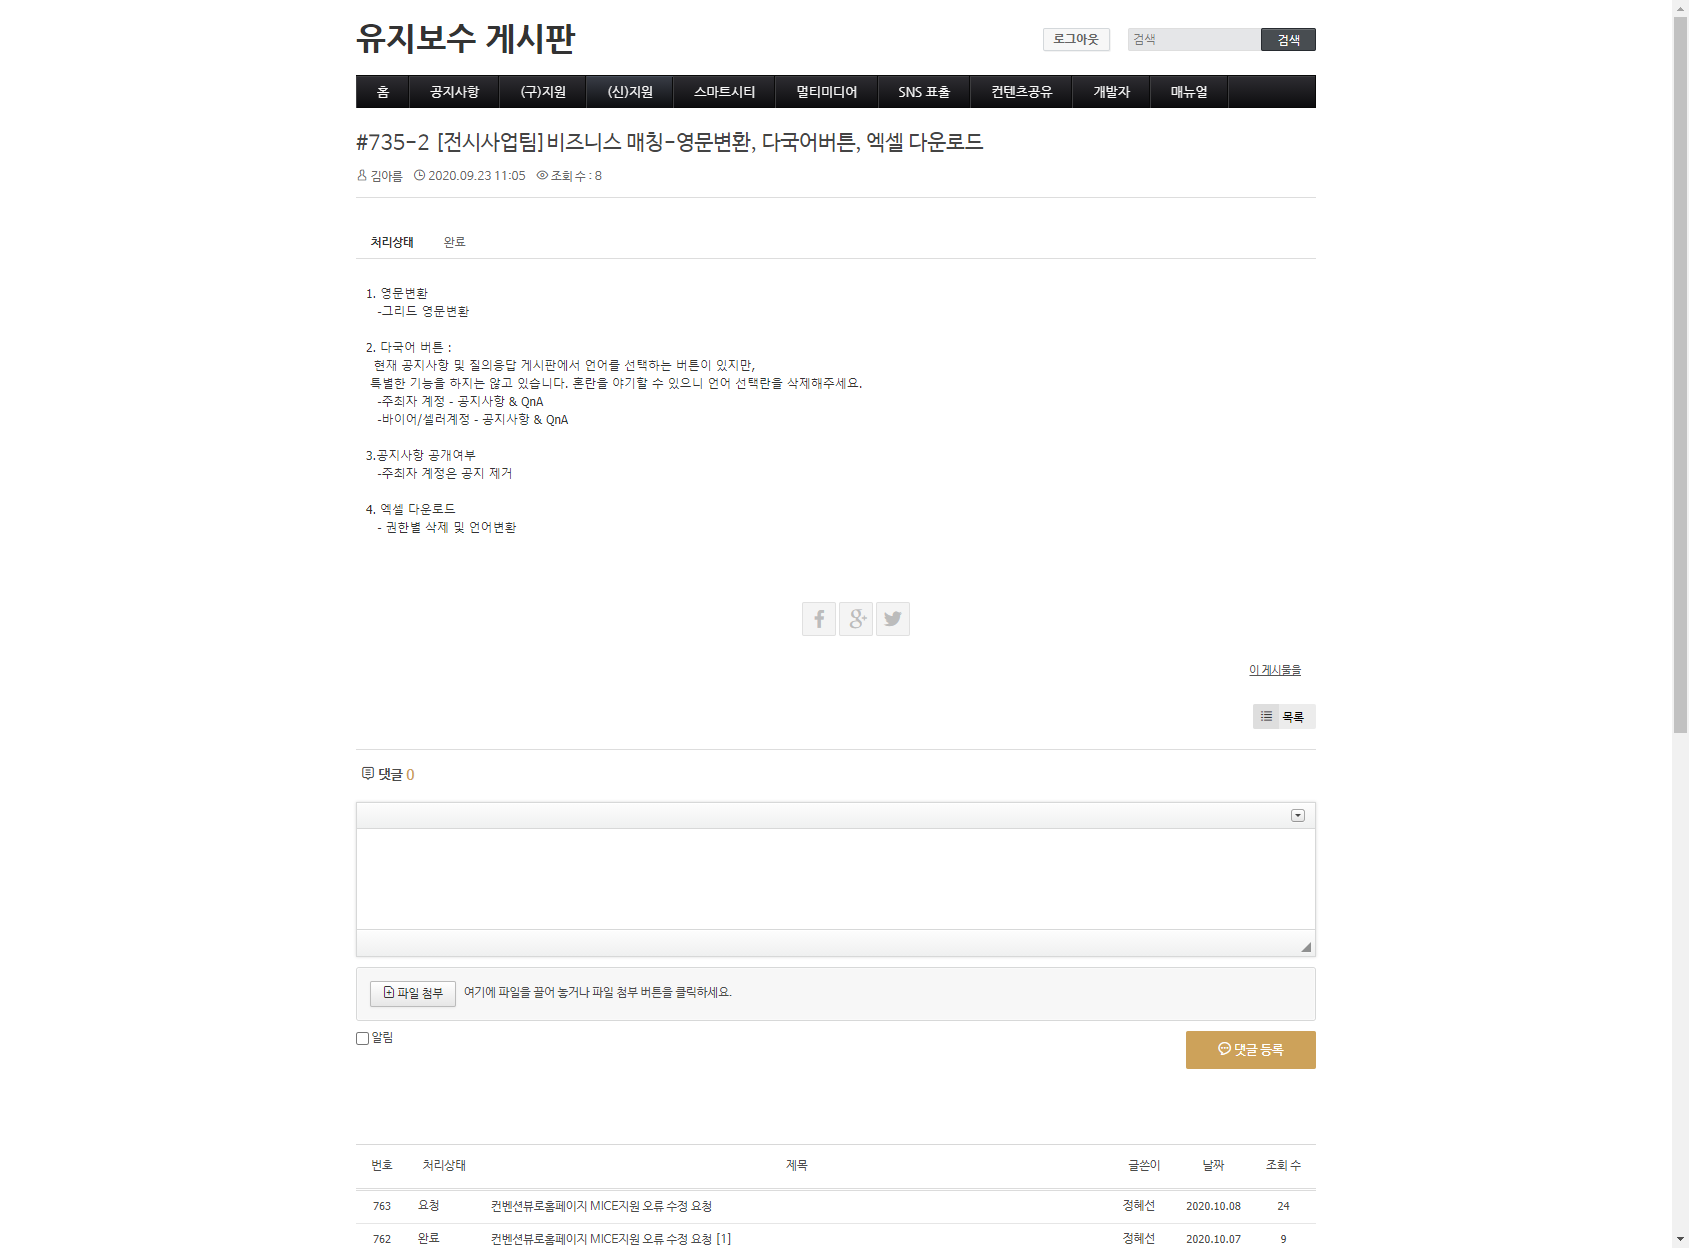 유지보수 게시판
로그아웃 검색 검색
홈 공지사항 (구)지원 (신)지원 스마트시티 멀티미디어 SNS 표출 컨텐츠공유 개발자 매뉴얼
#735-2 [전시사업팀]비즈니스 매칭-영문변환, 다국어버튼, 엑셀 다운로드
김아름 2020.09.23 11:05 조회 수 : 8
처리상태 완료
1. 영문변환
-그리드 영문변환
2. 다국어 버튼 :
현재 공지사항 및 질의응답 게시판에서 언어를 선택하는 버튼이 있지만,
특별한 기능을 하지는 않고 있습니다. 혼란을 야기할 수 있으니 언어 선택란을 삭제해주세요.
-주최자 계정 - 공지사항 & QnA
-바이어/셀러계정 - 공지사항 & QnA
3.공지사항 공개여부
-주최자 계정은 공지 제거
4. 엑셀 다운로드
- 권한별 삭제 및 언어변환
이 게시물을
목록
댓글 0
파일 첨부 여기에 파일을 끌어 놓거나 파일 첨부 버튼을 클릭하세요.
알림
댓글 등록
번호 처리상태 제목 글쓴이 날짜 조회 수
763 요청 컨벤션뷰로홈페이지 MICE지원 오류 수정 요청 정혜선 2020.10.08 24
762 완료 컨벤션뷰로홈페이지 MICE지원 오류 수정 요청 [1] 정혜선 2020.10.07 9